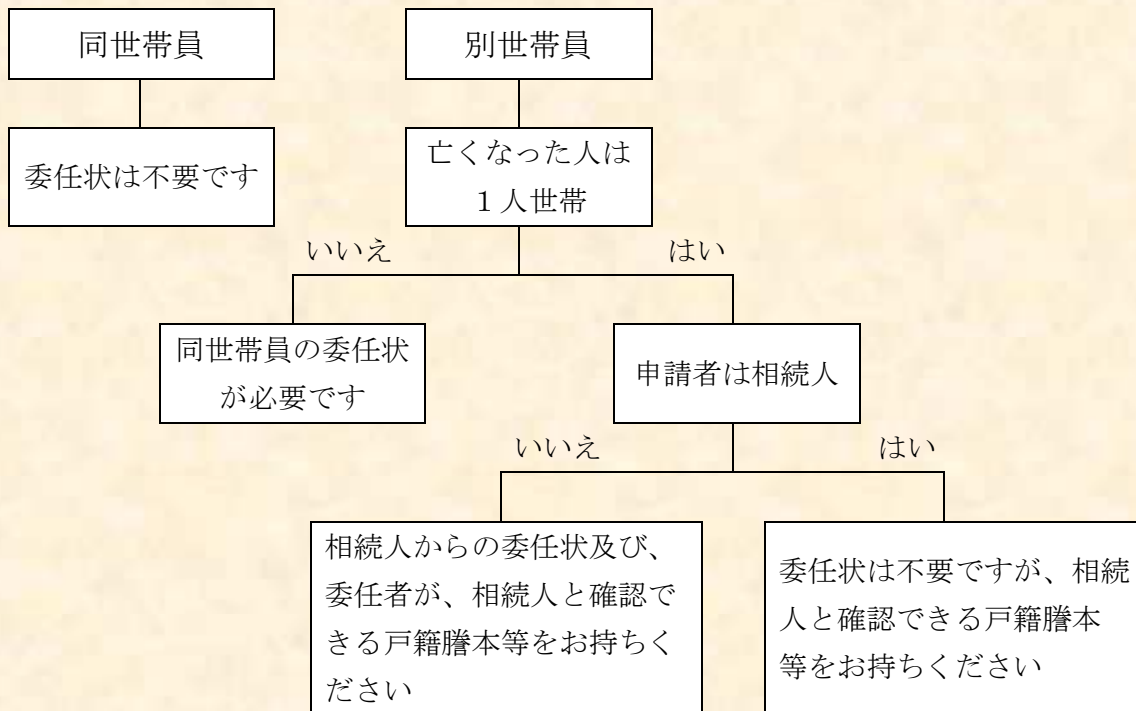 同世帯員
別世帯員
委任状は不要です
亡くなった人は
１人世帯
いいえ
はい
同世帯員の委任状
が必要です
申請者は相続人
いいえ
はい
相続人からの委任状及び、
委任者が、相続人と確認で
きる戸籍謄本等をお持ちく
ださい
委任状は不要ですが、相続
人と確認できる戸籍謄本
等をお持ちください